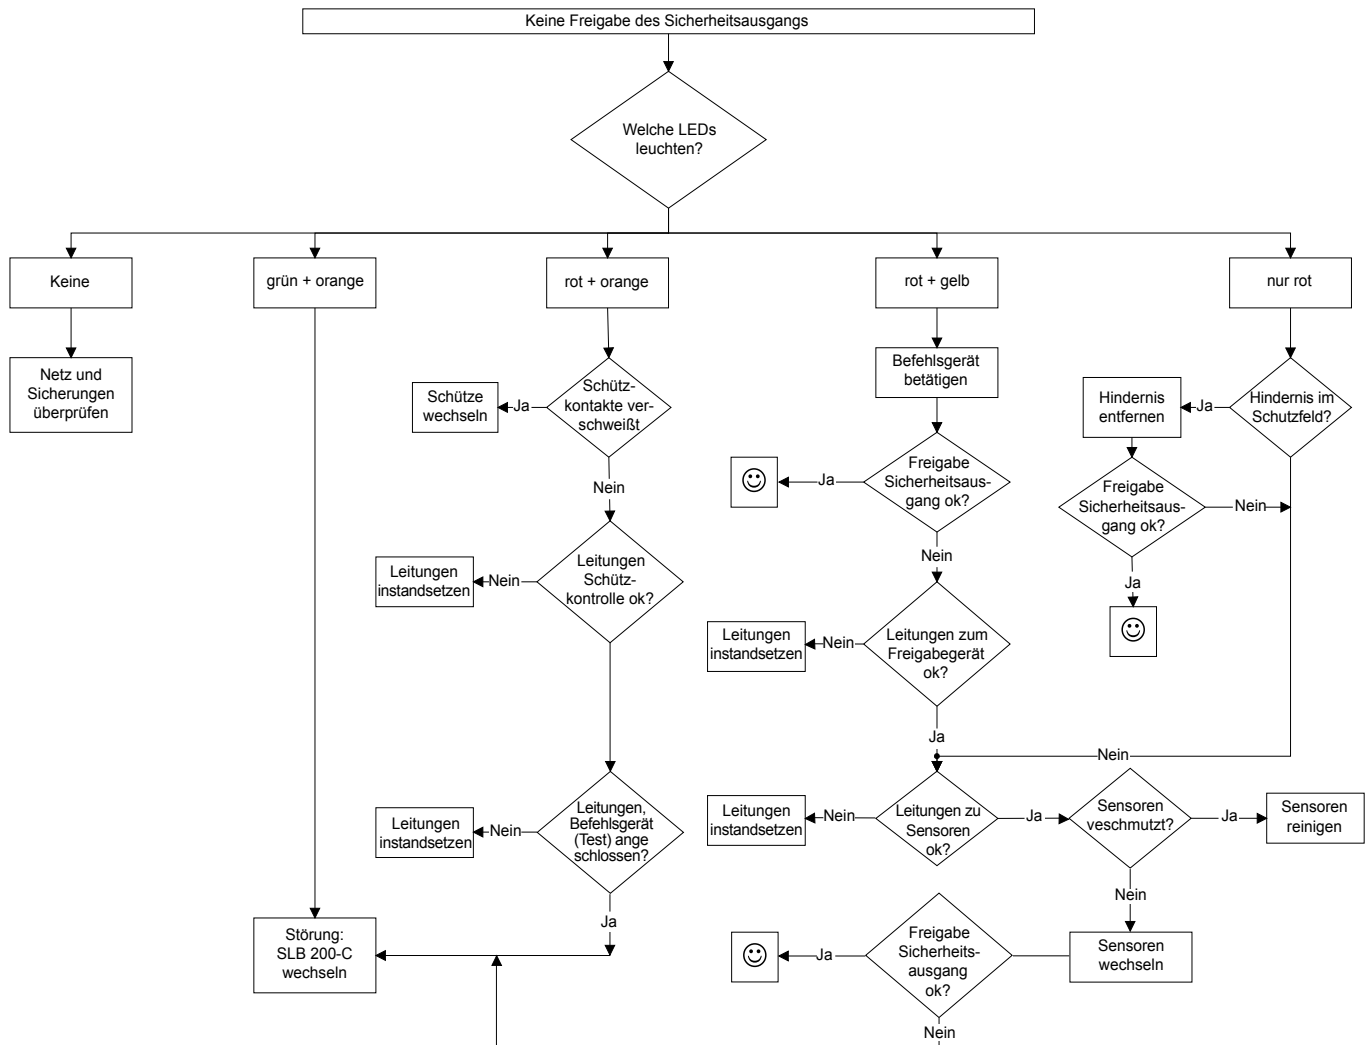 Keine Freigabe des Sicherheitsausgangs
Welche LEDs
leuchten?
Keine
grün + orange
rot + orange
rot + gelb
nur rot
Netz und
Sicherungen
überprüfen
Schütze
wechseln
Ja
Schütz-
kontakte ver-
schweißt
Befehlsgerät
betätigen
Hindernis
entfernen
Ja
Hindernis im
Schutzfeld?
Nein
Ja
Freigabe
Sicherheitsaus-
gang ok?
Freigabe
Sicherheitsaus-
gang ok?
Nein
Leitungen
instandsetzen
Nein
Leitungen
Schütz-
kontrolle ok?
Nein
Ja
Leitungen
instandsetzen
Nein
Leitungen zum
Freigabegerät
ok?
Ja
Nein
Leitungen
instandsetzen
Nein
Leitungen,
Befehlsgerät
(Test) ange
schlossen?
Leitungen
instandsetzen
Nein
Leitungen zu
Sensoren
ok?
Ja
Sensoren
veschmutzt?
Ja
Sensoren
reinigen
Nein
Ja
Störung:
SLB 200-C
wechseln
Ja
Freigabe
Sicherheits-
ausgang
ok?
Sensoren
wechseln
Nein